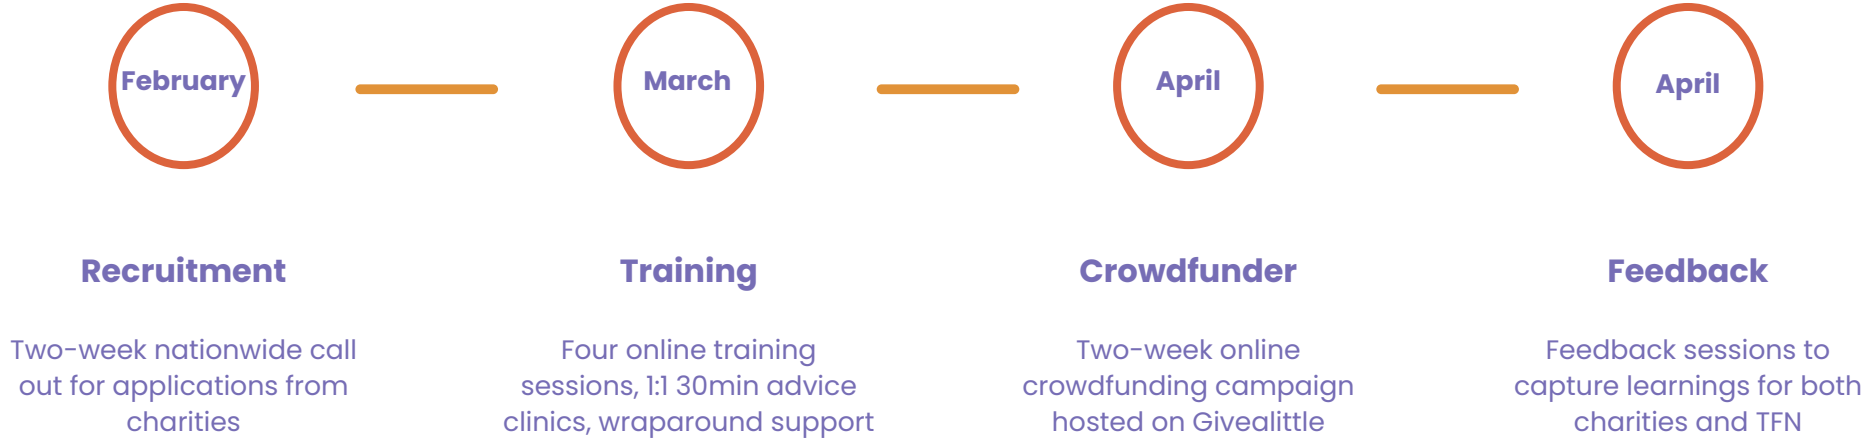 February
March
April
April
Recruitment
Two-week nationwide call
out for applications from
charities
Training
Four online training
sessions, 1:1 30min advice
clinics, wraparound support
Crowdfunder
Two-week online
crowdfunding campaign
hosted on Givealittle
Feedback
Feedback sessions to
capture learnings for both
charities and TFN